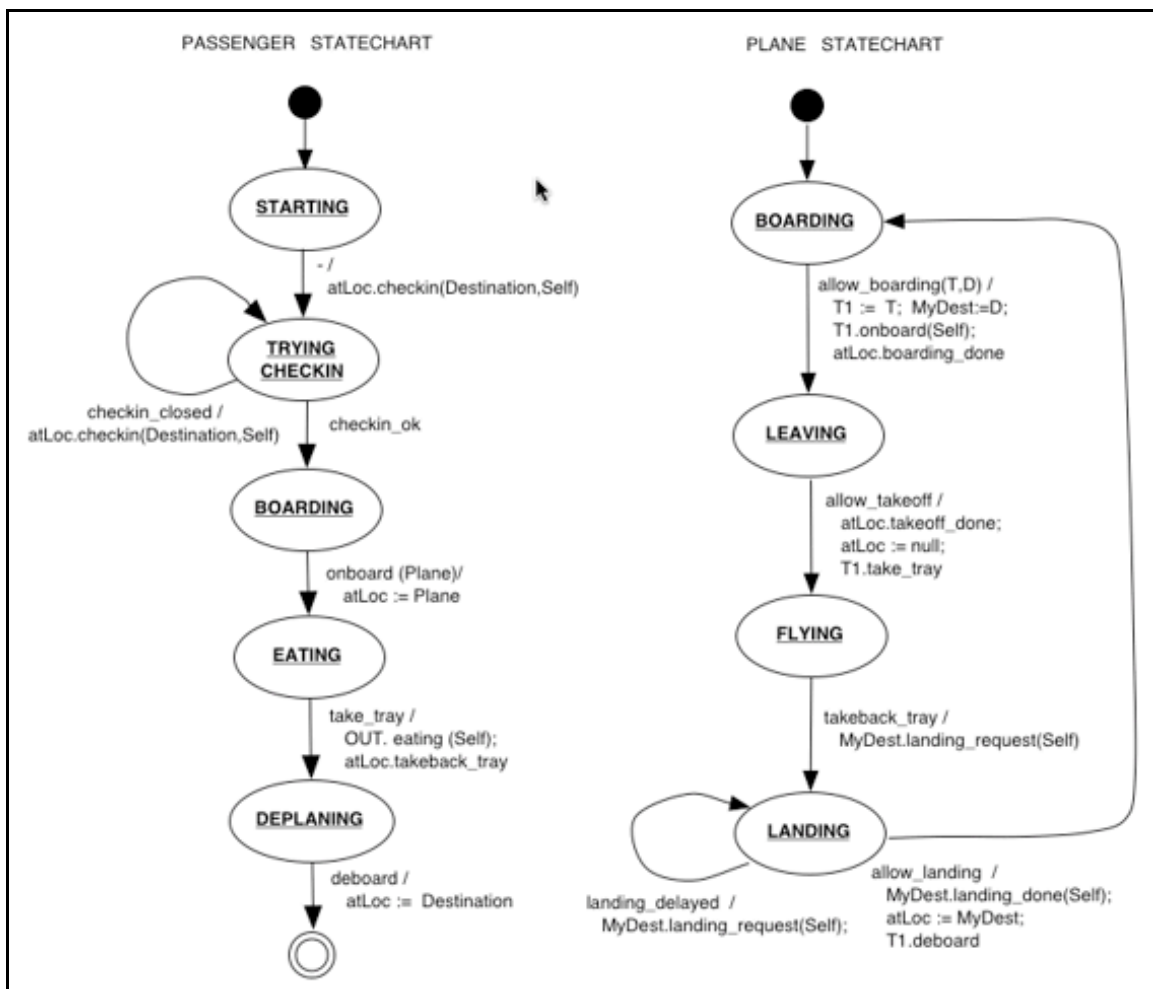 PASSENGER STATECHART
STARTING
- /
atLoc.checkin(Destination,Self)
TRYING
CHECKIN
checkin_closed /
atLoc.checkin(Destination,Self)
checkin_ok
BOARDING
onboard (Plane)/
atLoc := Plane
EATING
take_tray /
OUT. eating (Self);
atLoc.takeback_tray
DEPLANING
deboard /
atLoc := Destination
PLANE STATECHART
BOARDING
allow_boarding(T,D) /
T1 := T; MyDest:=D;
T1.onboard(Self);
atLoc.boarding_done
LEAVING
allow_takeoff /
atLoc.takeoff_done;
atLoc := null;
T1.take_tray
FLYING
takeback_tray /
MyDest.landing_request(Self)
LANDING
landing_delayed /
MyDest.landing_request(Self);
allow_landing /
MyDest.landing_done(Self);
atLoc := MyDest;
T1.deboard